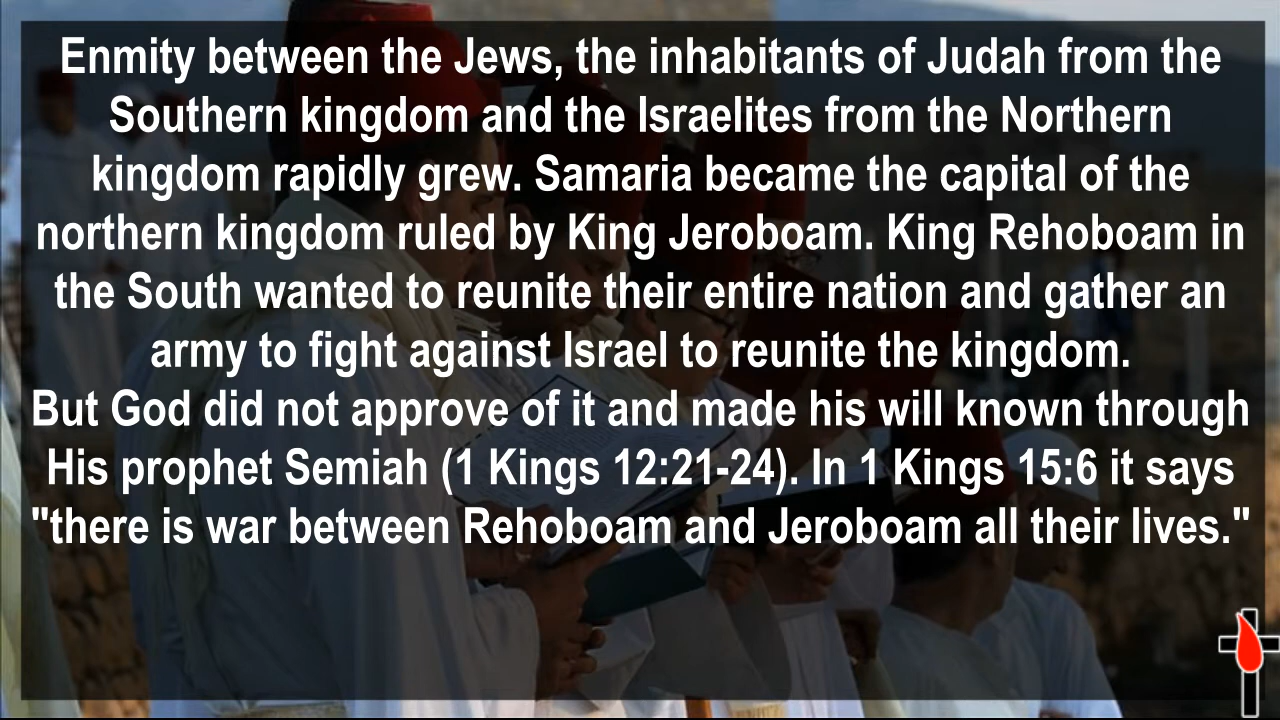 Enmity between the Jews, the inhabitants of Judah from the
Southern kingdom and the Israelites from the Northern
kingdom rapidly grew. Samaria became the capital of the
northern kingdom ruled by King Jeroboam. King Rehoboam in
the South wanted to reunite their entire nation and gather an
army to fight against Israel to reunite the kingdom.
But God did not approve of it and made his will known through
His prophet Semiah (1 Kings 12:21-24). In 1 Kings 15:6 it says
"there is war between Rehoboam and Jeroboam all their lives."